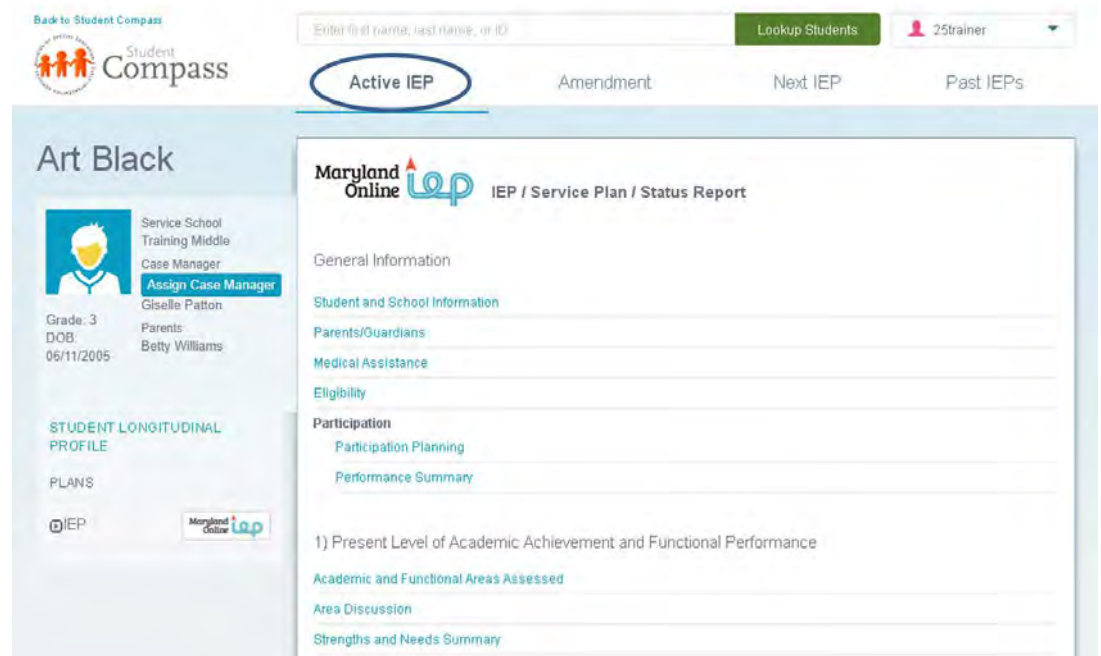 Back to Student Compass
Enter first name, last name, or ID
Lookup Students
25trainer
Student
Compass
Active IEP
Amendment
Next IEP
Past IEPs
Art Black
Service School
Training Middle
Case Manager
Assign Case Manager
Giselle Patton
Parents
Betty Williams
Grade: 3
DOB:
06/11/2005
STUDENT LONGITUDINAL
PROFILE
PLANS
IEP
Maryland
Online iep
Maryland
Online iep
IEP / Service Plan / Status Report
General Information
Student and School Information
Parents/Guardians
Medical Assistance
Eligibility
Participation
Participation Planning
Performance Summary
1) Present Level of Academic Achievement and Functional Performance
Academic and Functional Areas Assessed
Area Discussion
Strengths and Needs Summary